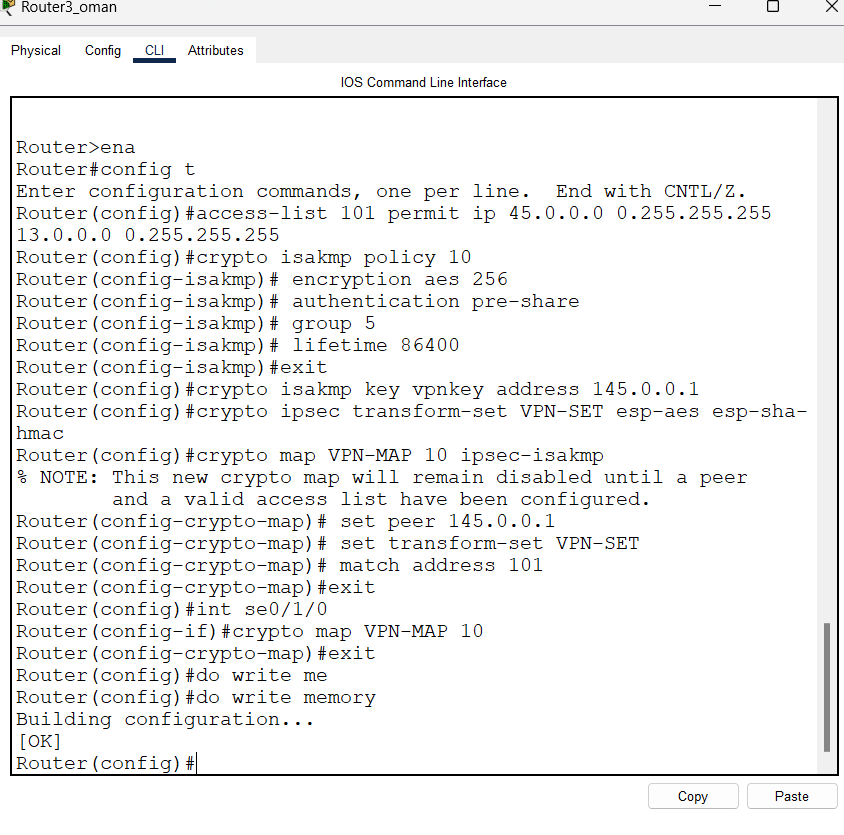 Router3_oman
Physical Config CLI Attributes
IOS Command Line Interface
Router>ena
Router#config t
Enter configuration commands, one per line.  End with CNTL/Z.
Router(config)#access-list 101 permit ip 45.0.0.0 0.255.255.255
13.0.0.0 0.255.255.255
Router(config)#crypto isakmp policy 10
Router(config-isakmp)# encryption aes 256
Router(config-isakmp)# authentication pre-share
Router(config-isakmp)# group 5
Router(config-isakmp)# lifetime 86400
Router(config-isakmp)#exit
Router(config)#crypto isakmp key vpnkey address 145.0.0.1
Router(config)#crypto ipsec transform-set VPN-SET esp-aes esp-sha-
hmac
Router(config)#crypto map VPN-MAP 10 ipsec-isakmp
% NOTE: This new crypto map will remain disabled until a peer
        and a valid access list have been configured.
Router(config-crypto-map)# set peer 145.0.0.1
Router(config-crypto-map)# set transform-set VPN-SET
Router(config-crypto-map)# match address 101
Router(config-crypto-map)#exit
Router(config)#int se0/1/0
Router(config-if)#crypto map VPN-MAP 10
Router(config-crypto-map)#exit
Router(config)#do write me
Router(config)#do write memory
Building configuration...
[OK]
Router(config)#
Copy Paste